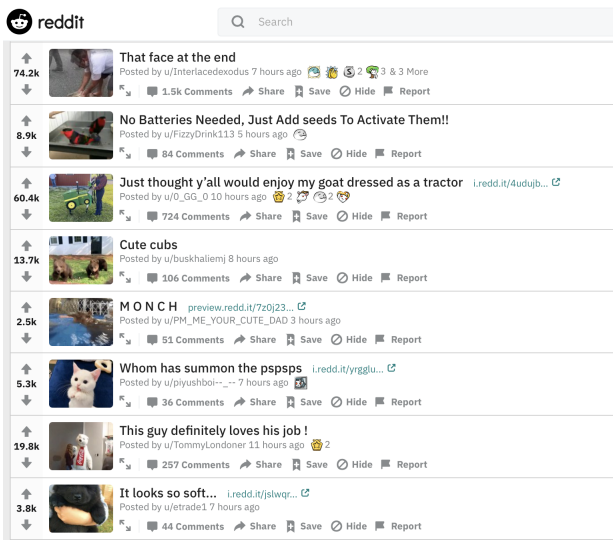 reddit
Search
That face at the end
74.2k
Posted by u/Interlacedexodus 7 hours ago 2 3 & 3 More
1.5k Comments Share Save Hide Report
No Batteries Needed, Just Add seeds To Activate Them!!
8.9k
Posted by u/FizzyDrink113 5 hours ago
84 Comments Share Save Hide Report
Just thought y'all would enjoy my goat dressed as a tractor i.redd.it/4udujb...
60.4k
Posted by u/0_GG_0 10 hours ago 2 2
724 Comments Share Save Hide Report
Cute cubs
13.7k
Posted by u/buskhaliemj 8 hours ago
106 Comments Share Save Hide Report
M O N C H preview.redd.it/7z0j23...
2.5k
Posted by u/PM_ME_YOUR_CUTE_DAD 3 hours ago
51 Comments Share Save Hide Report
Whom has summon the pspsps i.redd.it/yrgglu...
5.3k
Posted by u/piyushboi--_-- 7 hours ago
36 Comments Share Save Hide Report
This guy definitely loves his job !
19.8k
Posted by u/TommyLondoner 11 hours ago 2
257 Comments Share Save Hide Report
It looks so soft... i.redd.it/jslwqr...
3.8k
Posted by u/etrade1 7 hours ago
44 Comments Share Save Hide Report